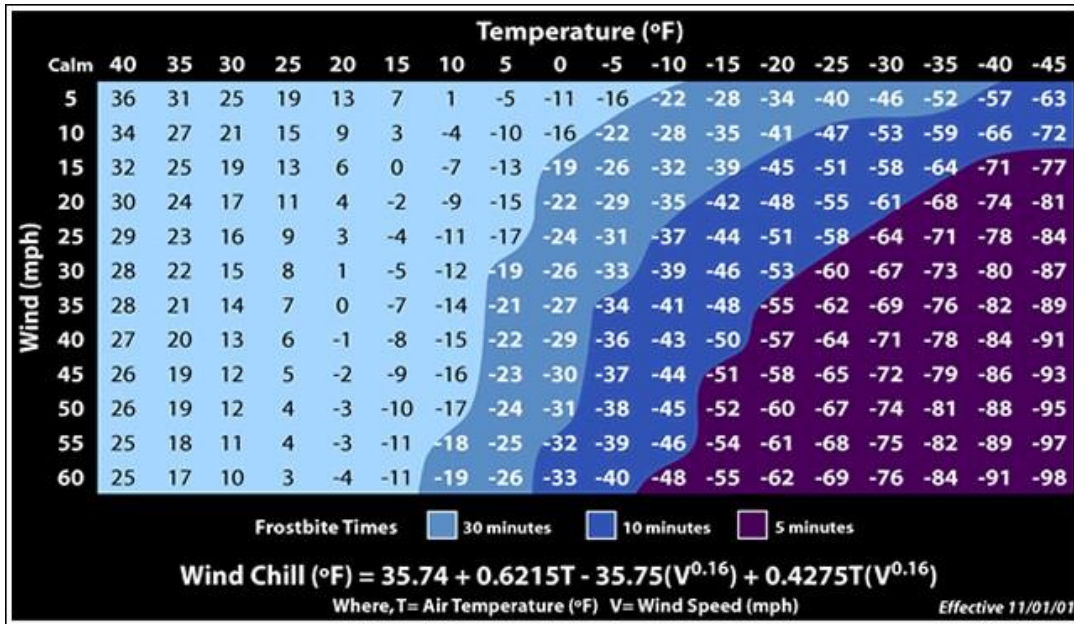 Temperature (ºF)
Calm 40 35 30 25 20 15 10 5 0 -5 -10 -15 -20 -25 -30 -35 -40 -45
5 36 31 25 19 13 7 1 -5 -11 -16 -22 -28 -34 -40 -46 -52 -57 -63
10 34 27 21 15 9 3 -4 -10 -16 -22 -28 -35 -41 -47 -53 -59 -66 -72
15 32 25 19 13 6 0 -7 -13 -19 -26 -32 -39 -45 -51 -58 -64 -71 -77
20 30 24 17 11 4 -2 -9 -15 -22 -29 -35 -42 -48 -55 -61 -68 -74 -81
25 29 23 16 9 3 -4 -11 -17 -24 -31 -37 -44 -51 -58 -64 -71 -78 -84
30 28 22 15 8 1 -5 -12 -19 -26 -33 -39 -46 -53 -60 -67 -73 -80 -87
35 28 21 14 7 0 -7 -14 -21 -27 -34 -41 -48 -55 -62 -69 -76 -82 -89
40 27 20 13 6 -1 -8 -15 -22 -29 -36 -43 -50 -57 -64 -71 -78 -84 -91
45 26 19 12 5 -2 -9 -16 -23 -30 -37 -44 -51 -58 -65 -72 -79 -86 -93
50 26 19 12 4 -3 -10 -17 -24 -31 -38 -45 -52 -60 -67 -74 -81 -88 -95
55 25 18 11 4 -3 -11 -18 -25 -32 -39 -46 -54 -61 -68 -75 -82 -89 -97
60 25 17 10 3 -4 -11 -19 -26 -33 -40 -48 -55 -62 -69 -76 -84 -91 -98
Wind (mph)
Frostbite Times 30 minutes 10 minutes 5 minutes
Wind Chill (ºF) = 35.74 + 0.6215T - 35.75(V^0.16) + 0.4275T(V^0.16)
Where, T= Air Temperature (ºF) V= Wind Speed (mph) Effective 11/01/01